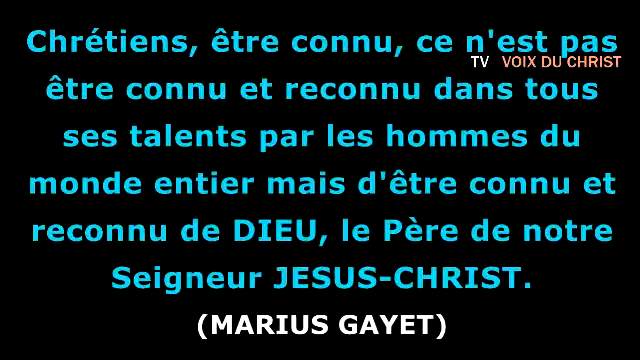 Chrétiens, être connu, ce n'est pas
TV VOIX DU CHRIST
être connu et reconnu dans tous
ses talents par les hommes du
monde entier mais d'être connu et
reconnu de DIEU, le Père de notre
Seigneur JESUS-CHRIST.
(MARIUS GAYET)